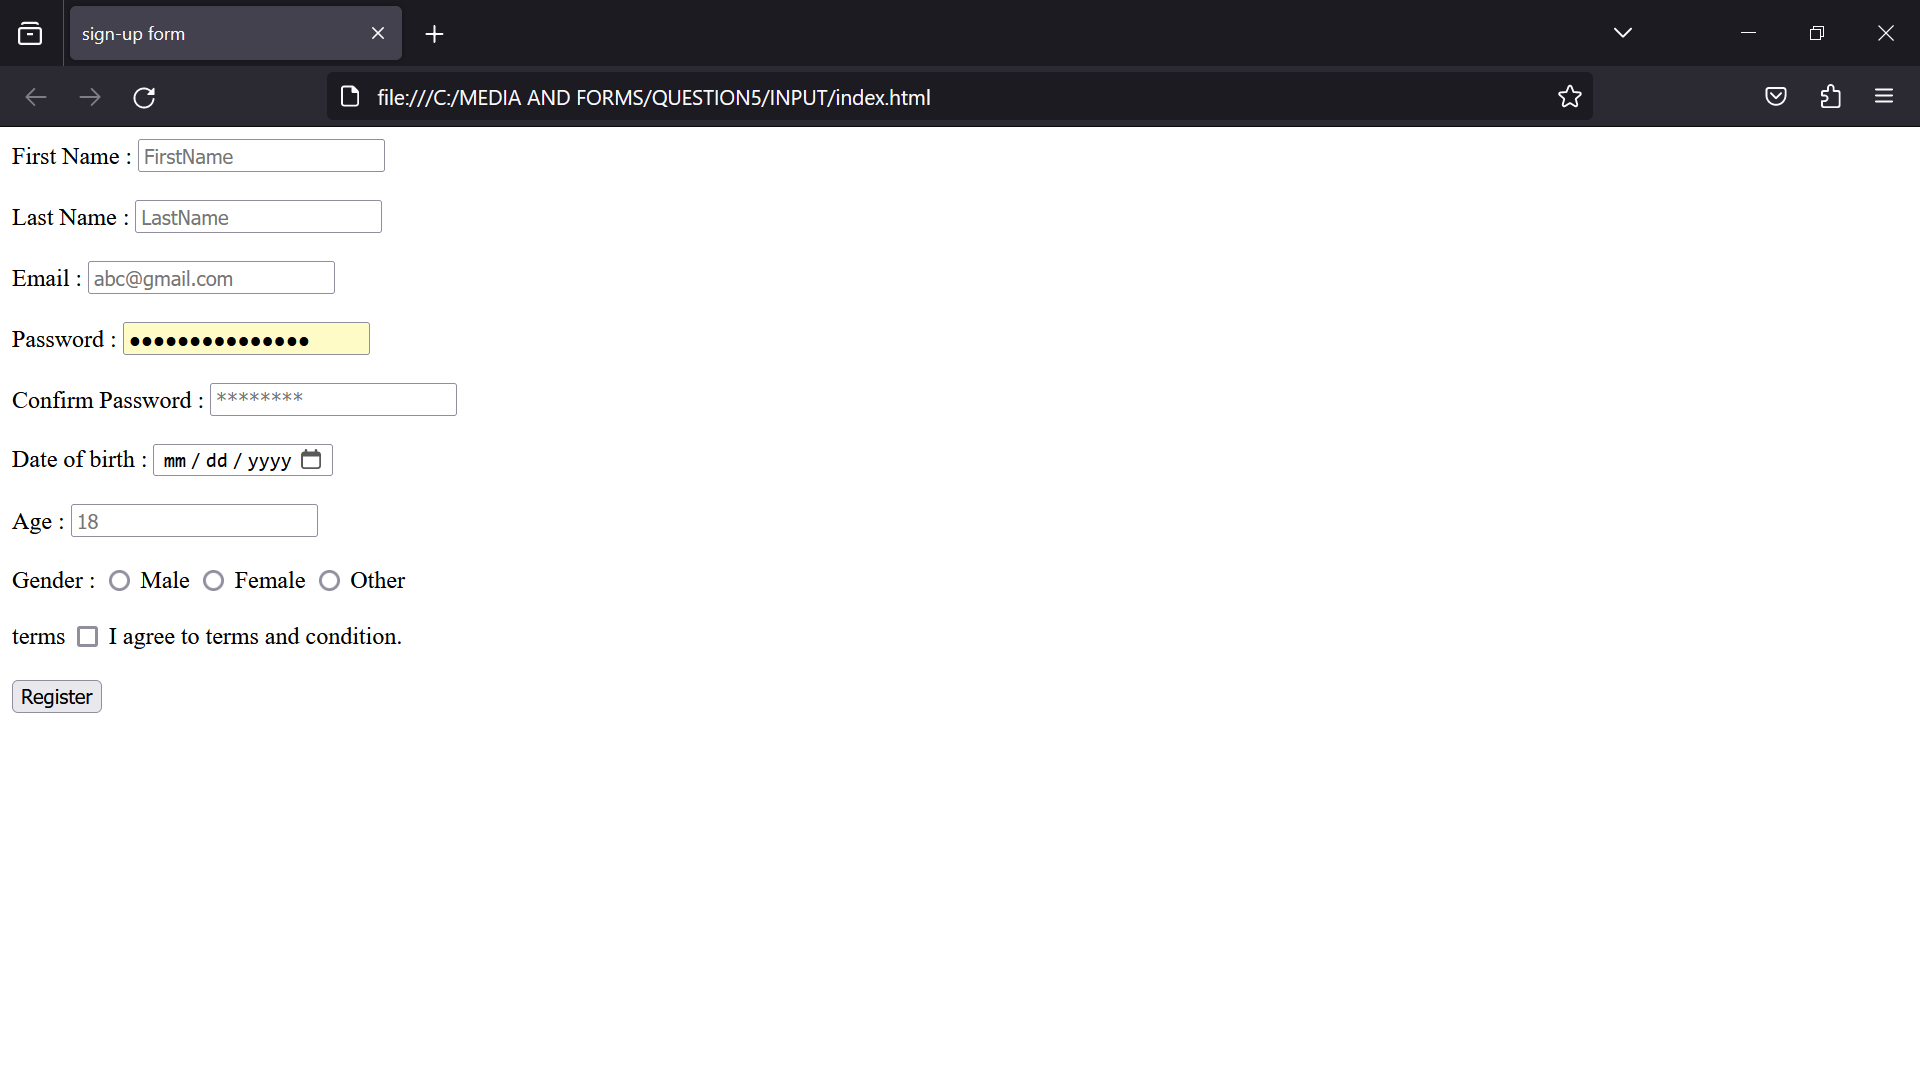 sign-up form
file:///C:/MEDIA AND FORMS/QUESTION5/INPUT/index.html
First Name : FirstName
Last Name : LastName
Email : abc@gmail.com
Password : ●●●●●●●●●●●●●●●
Confirm Password : ********
Date of birth : mm / dd / yyyy
Age : 18
Gender : Male Female Other
terms I agree to terms and condition.
Register